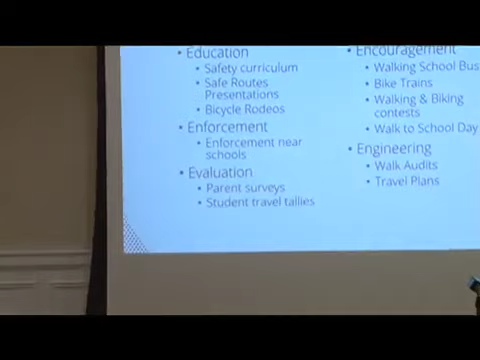 • Education
• Safety curriculum
• Safe Routes
Presentations
• Bicycle Rodeos
• Enforcement
• Enforcement near
schools
• Evaluation
• Parent surveys
• Student travel tallies
• Encouragement
• Walking School Bus
• Bike Trains
• Walking & Biking
contests
• Walk to School Day
• Engineering
• Walk Audits
• Travel Plans